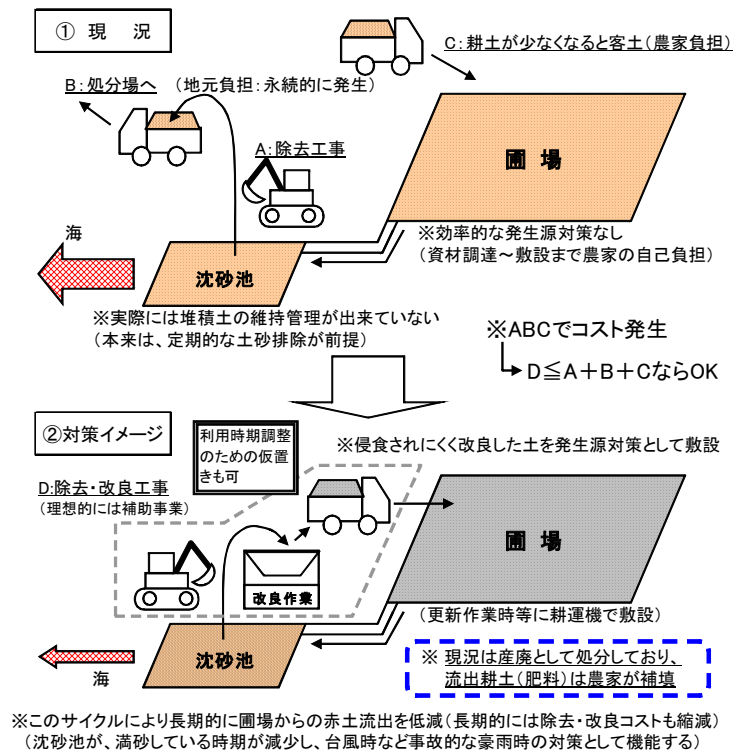 ① 現　況
C：耕土が少なくなると客土（農家負担）
B：処分場へ　（地元負担：永続的に発生）
A：除去工事
圃 場
海
※効率的な発生源対策なし
（資材調達～敷設まで農家の自己負担）
沈砂池
※実際には堆積土の維持管理が出来ていない
（本来は、定期的な土砂排除が前提）
※ABCでコスト発生
D≦A＋B＋CならOK
②対策イメージ
利用時期調整
のための仮置
きも可
※侵食されにくく改良した土を発生源対策として敷設
D:除去・改良工事
（理想的には補助事業）
圃 場
改良作業
（更新作業時等に耕運機で敷設）
沈砂池
海
※ 現況は産廃として処分しており、
流出耕土（肥料）は農家が補填
※このサイクルにより長期的に圃場からの赤土流出を低減（長期的には除去・改良コストも縮減）
（沈砂池が、満砂している時期が減少し、台風時など事故的な豪雨時の対策として機能する）